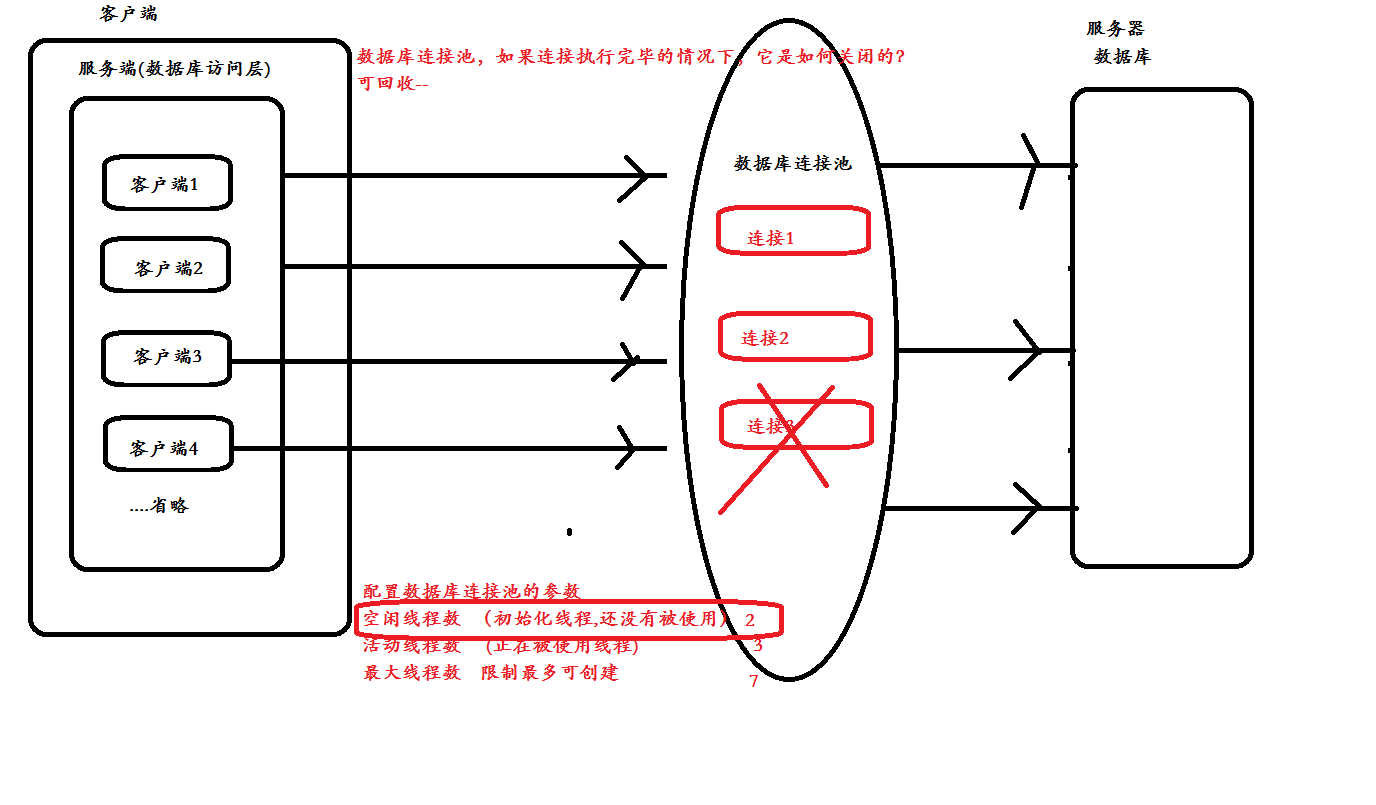 客户端
服务端(数据库访问层)
客户端1
客户端2
客户端3
客户端4
....省略
数据库连接池，如果连接执行完毕的情况下，它是如何关闭的？
可回收--
数据库连接池
连接1
连接2
连接3
服务器
数据库
配置数据库连接池的参数
空闲线程数 （初始化线程,还没有被使用） 2
活动线程数 (正在被使用线程) 3
最大线程数 限制最多可创建 7